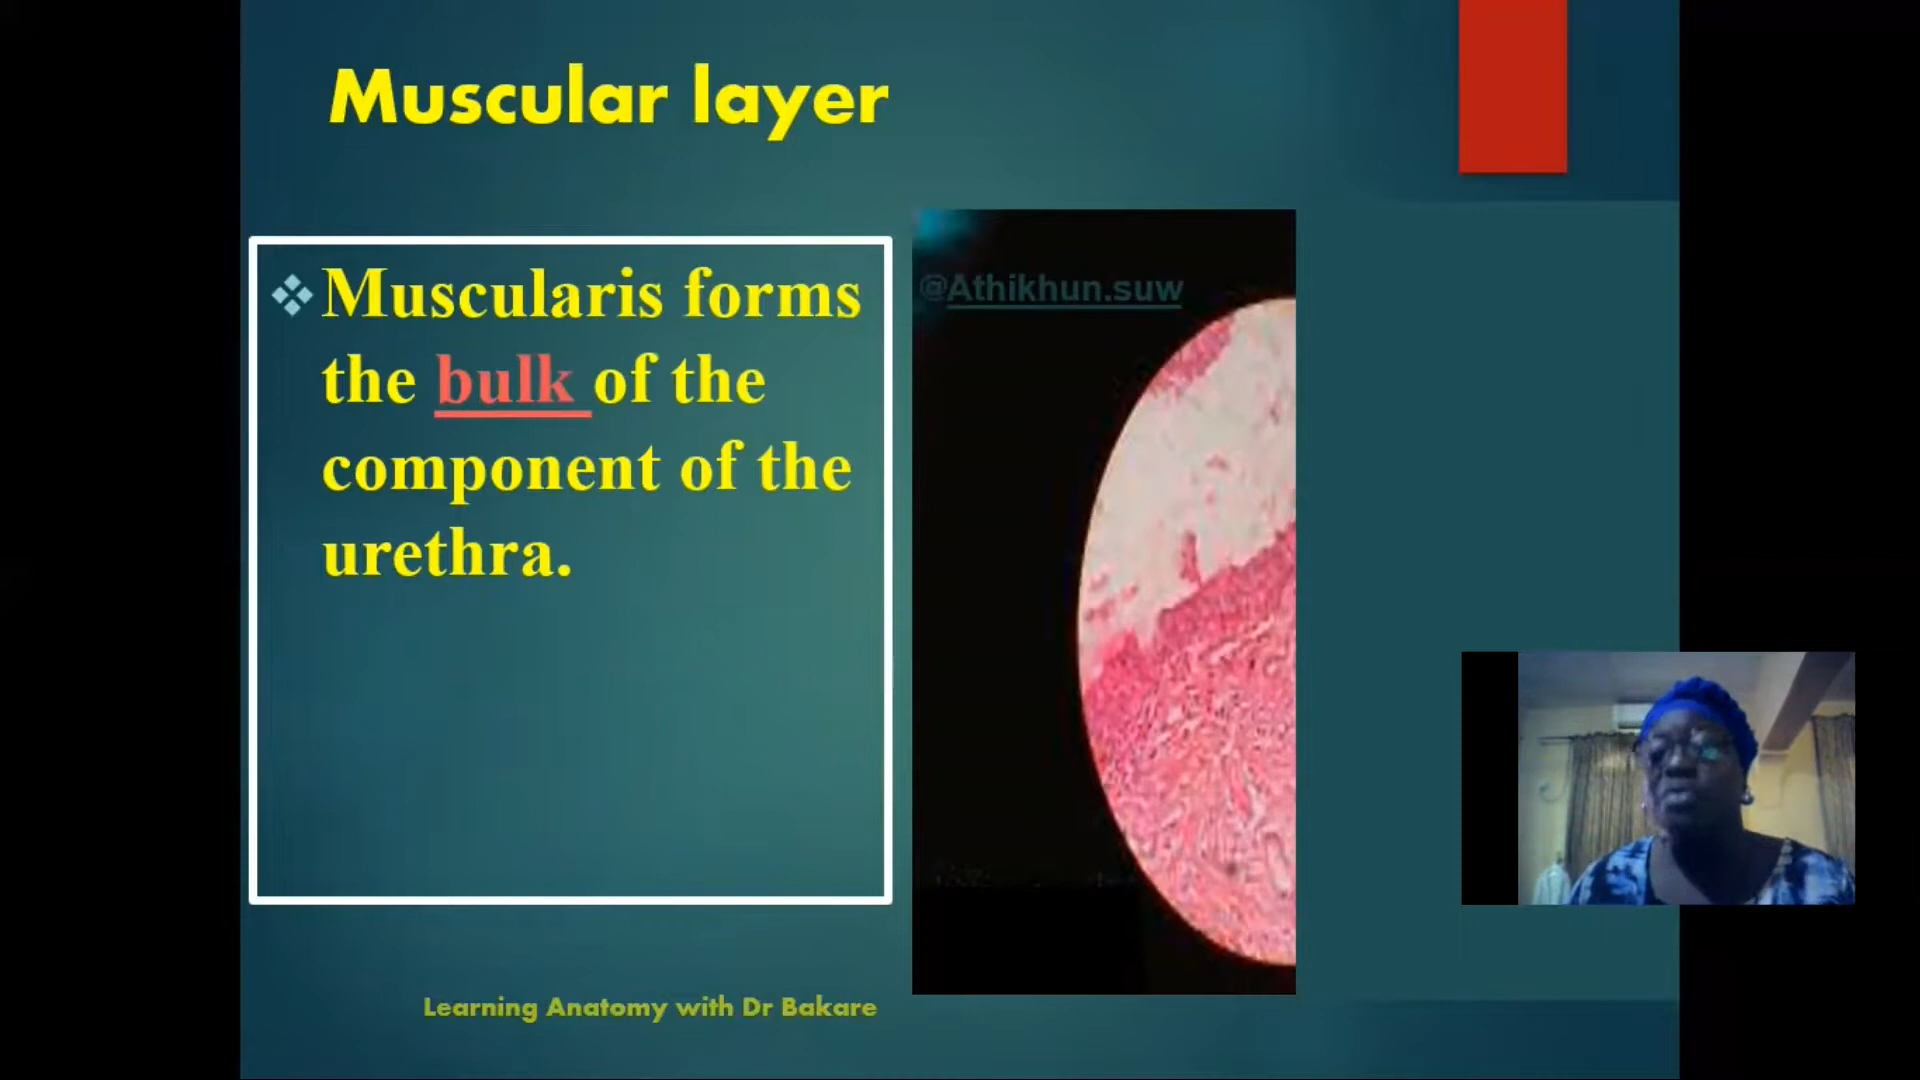 Muscular layer
Muscularis forms
the bulk of the
component of the
urethra.
@Athikhun.suw
Learning Anatomy with Dr Bakare